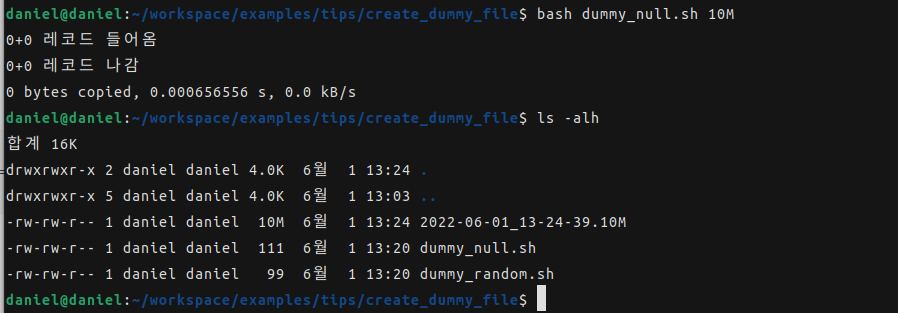 daniel@daniel:~/workspace/examples/tips/create_dummy_file$ bash dummy_null.sh 10M
0+0 레코드 들어옴
0+0 레코드 나감
0 bytes copied, 0.000656556 s, 0.0 kB/s
daniel@daniel:~/workspace/examples/tips/create_dummy_file$ ls -alh
합계 16K
drwxrwxr-x 2 daniel daniel 4.0K  6월  1 13:24 .
drwxrwxr-x 5 daniel daniel 4.0K  6월  1 13:03 ..
-rw-rw-r-- 1 daniel daniel  10M  6월  1 13:24 2022-06-01_13-24-39.10M
-rw-rw-r-- 1 daniel daniel  111  6월  1 13:20 dummy_null.sh
-rw-rw-r-- 1 daniel daniel   99  6월  1 13:20 dummy_random.sh
daniel@daniel:~/workspace/examples/tips/create_dummy_file$